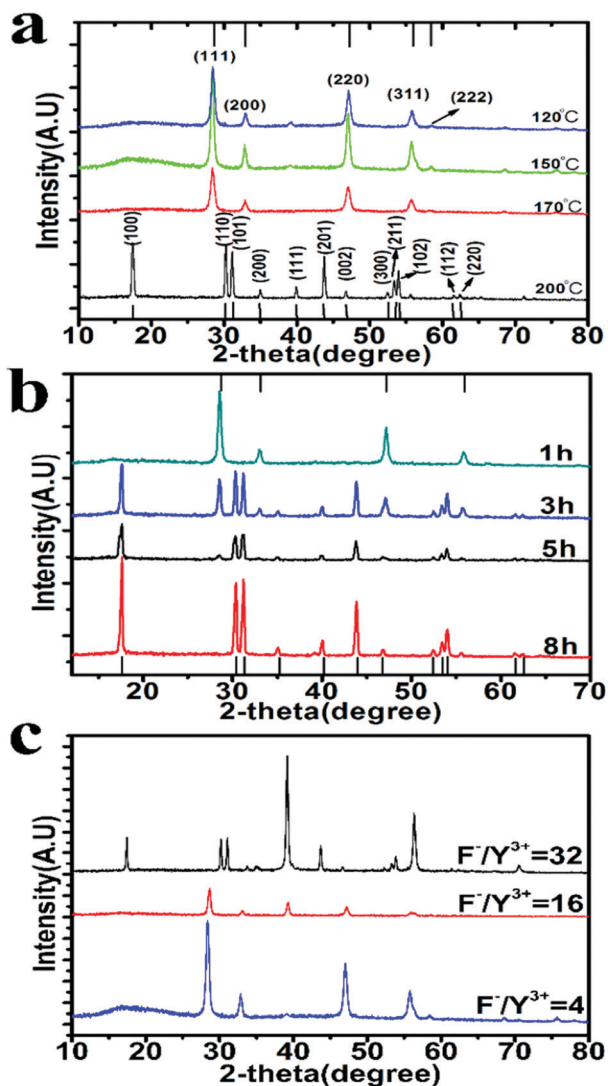 a
(111)
(200)
(220)
(311)
(222)
120°C
150°C
170°C
200°C
(100)
(110)
(101)
(200)
(111)
(201)
(002)
(300)
(211)
(102)
(112)
(220)
Intensity(A.U)
10 20 30 40 50 60 70 80
2-theta(degree)
b
1h
3h
5h
8h
Intensity(A.U)
20 30 40 50 60 70
2-theta(degree)
c
F⁻/Y³⁺=32
F⁻/Y³⁺=16
F⁻/Y³⁺=4
Intensity(A.U)
10 20 30 40 50 60 70 80
2-theta(degree)